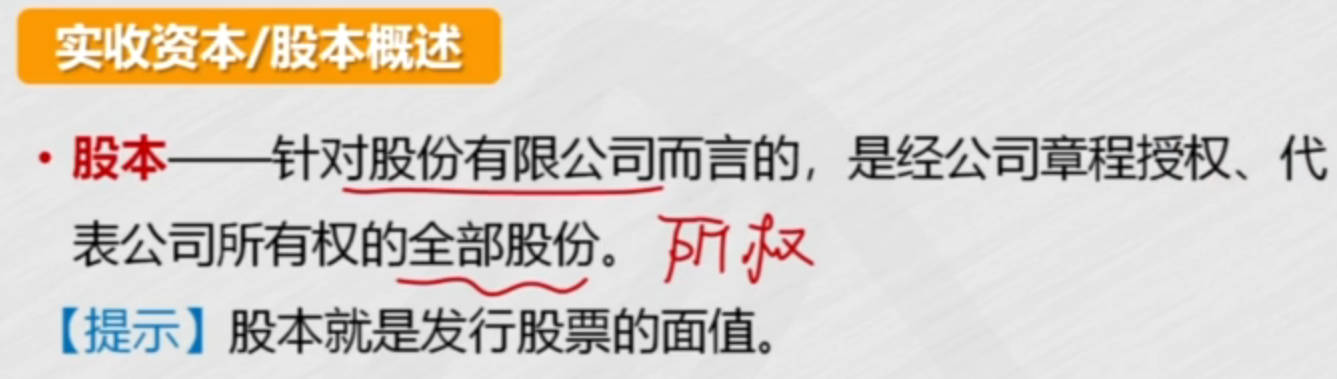 实收资本/股本概述
• 股本——针对股份有限公司而言的，是经公司章程授权、代
表公司所有权的全部股份。 所权
【提示】股本就是发行股票的面值。